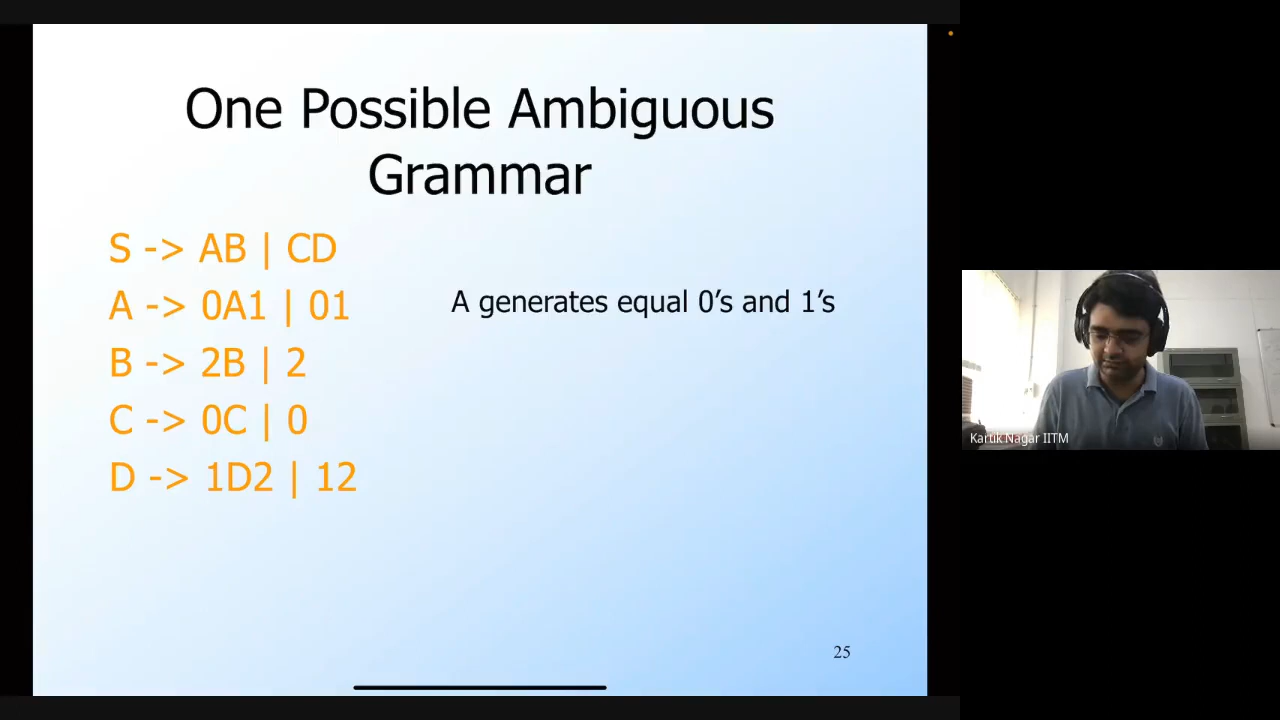 One Possible Ambiguous
Grammar
S -> AB | CD
A -> 0A1 | 01
A generates equal 0’s and 1’s
B -> 2B | 2
C -> 0C | 0
D -> 1D2 | 12
Kartik Nagar IITM
25